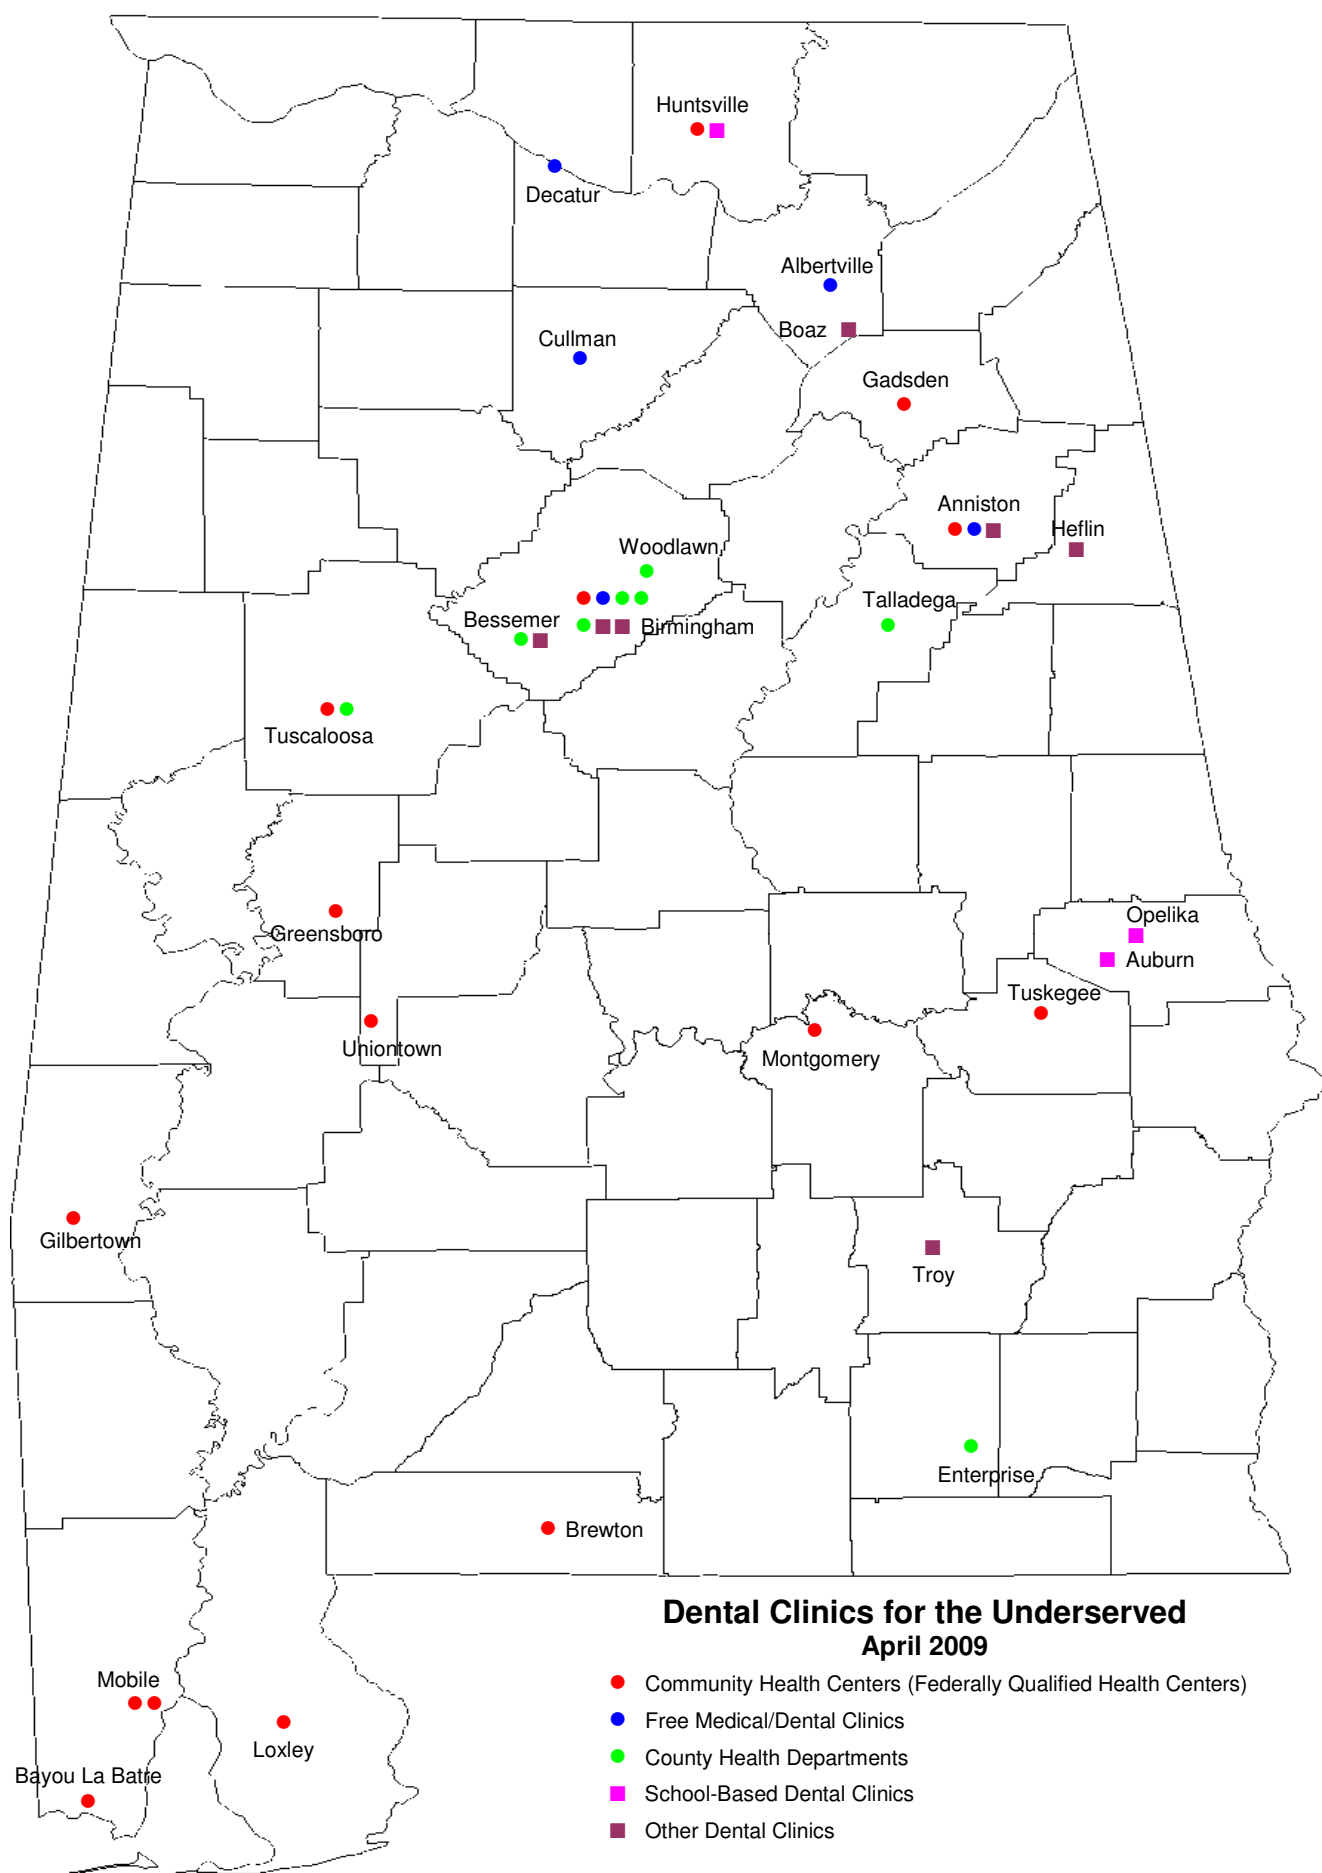 Huntsville
Decatur
Albertville
Boaz
Cullman
Gadsden
Anniston
Heflin
Woodlawn
Talladega
Bessemer
Birmingham
Tuscaloosa
Opelika
Greensboro
Auburn
Tuskegee
Uniontown
Montgomery
Gilbertown
Troy
Enterprise
Brewton
Dental Clinics for the Underserved
April 2009
Mobile
Community Health Centers (Federally Qualified Health Centers)
Free Medical/Dental Clinics
Loxley
County Health Departments
Bayou La Batre
School-Based Dental Clinics
Other Dental Clinics